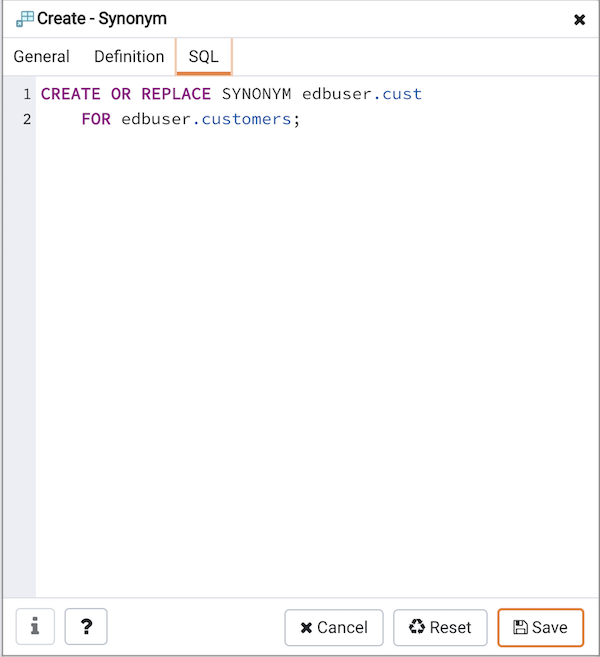 Create - Synonym
General Definition SQL
1 CREATE OR REPLACE SYNONYM edbuser.cust
2 FOR edbuser.customers;
i ? Cancel Reset Save